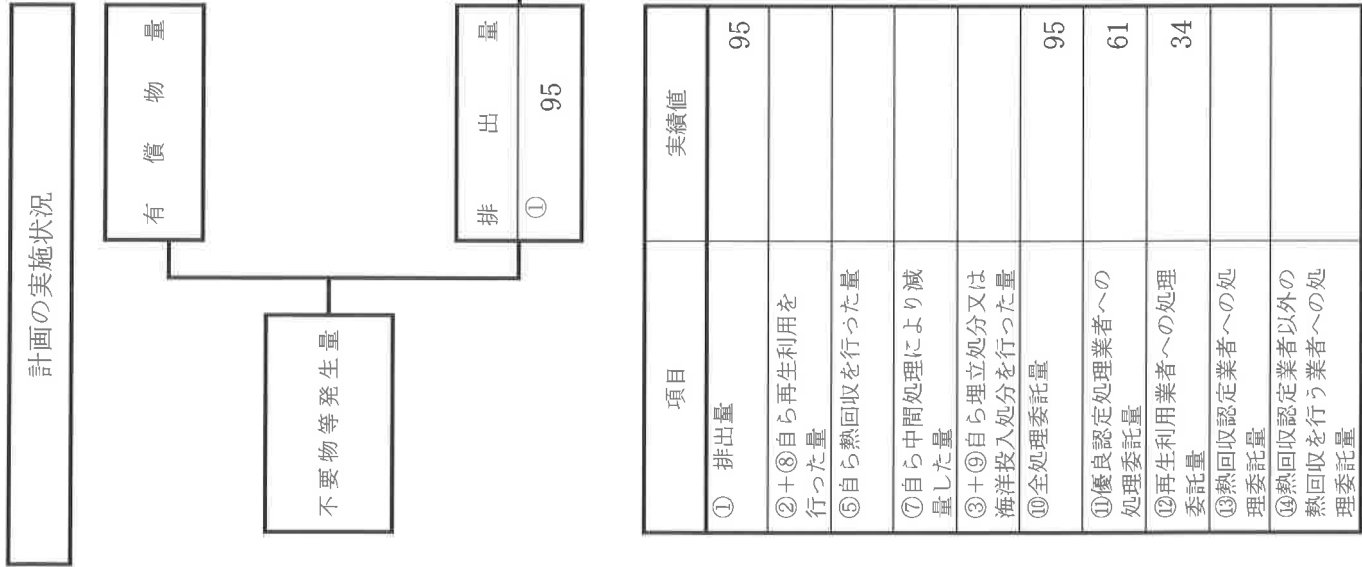 計画の実施状況
有償物量
不要物等発生量
排出量
①
95
項目 実績値
① 排出量 95
②+⑧自ら再生利用を
行った量
⑤自ら熱回収を行った量
⑦自ら中間処理により減
量した量
③+⑨自ら埋立処分又は
海洋投入処分を行った量
⑩全処理委託量 95
⑪優良認定処理業者への
処理委託量 61
⑫再生利用業者への処理
委託量 34
⑬熱回収認定業者への処
理委託量
⑭熱回収認定業者以外の
熱回収を行う業者への処
理委託量